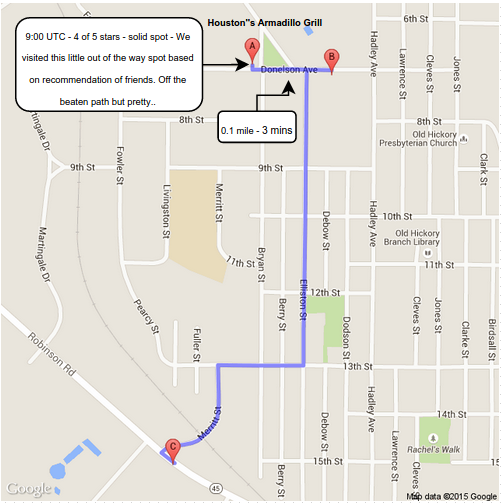 Houston"s Armadillo Grill
9:00 UTC - 4 of 5 stars - solid spot - We
visited this little out of the way spot based
on recommendation of friends. Off the
beaten path but pretty..
6th St
A
B
Donelson Ave
0.1 mile - 3 mins
Hadley Ave
Lawrence St
Cleves St
Jones St
Martingale Dr
8th St
8th St
Old Hickory
Presbyterian Church
Fowler St
9th St
9th St
Clark St
Livingston St
Merritt St
Debow St
Hadley Ave
10th St
Martingale Dr
Bryan St
Old Hickory
Branch Library
11th St
11th St
Elliston St
12th St
Pearcy St
Berry St
Dodson St
Cleves St
Jones St
Clarke St
Birdsall St
Robinson Rd
Fuller St
13th St
Merritt St
Debow St
Hadley Ave
14th St
Lawrence St
Cleves St
Rachel's Walk
C
Berry St
15th St
45
Google
Map data ©2015 Google